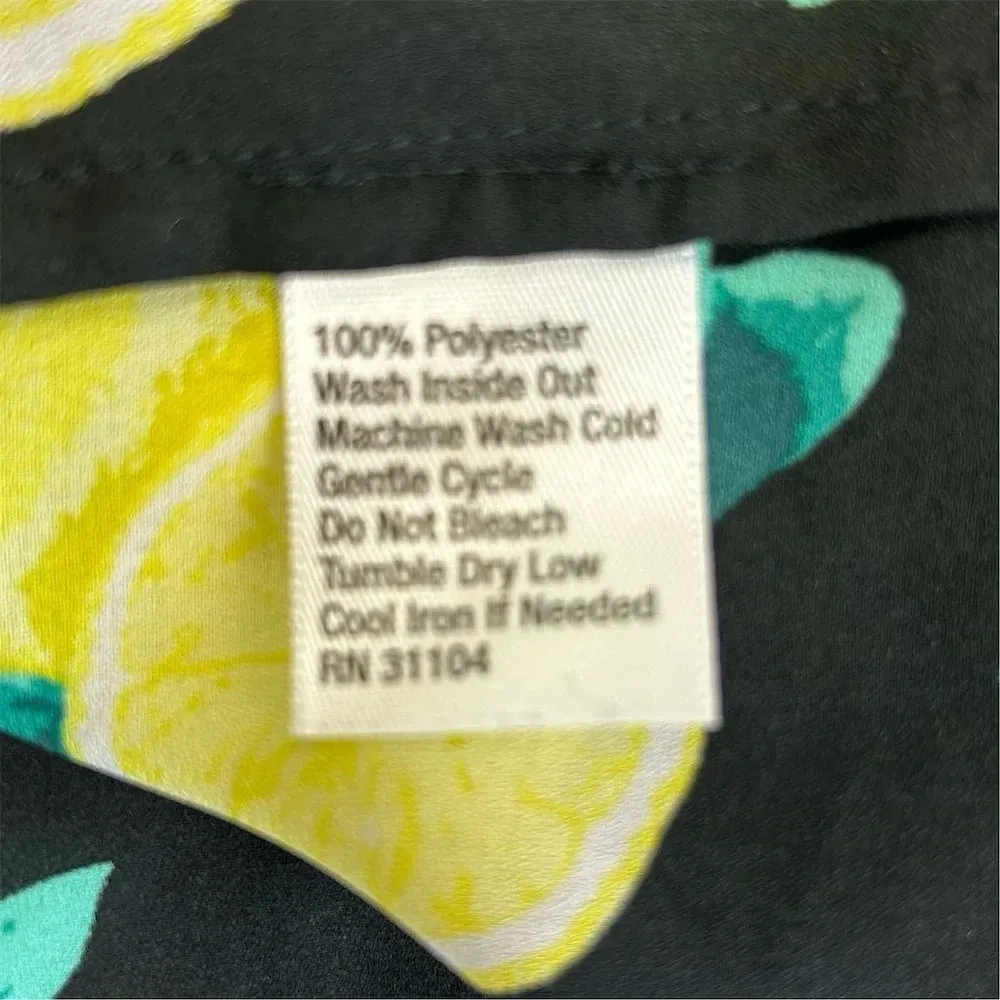 100% Polyester
Wash Inside Out
Machine Wash Cold
Gentle Cycle
Do Not Bleach
Tumble Dry Low
Cool Iron If Needed
RN 31104